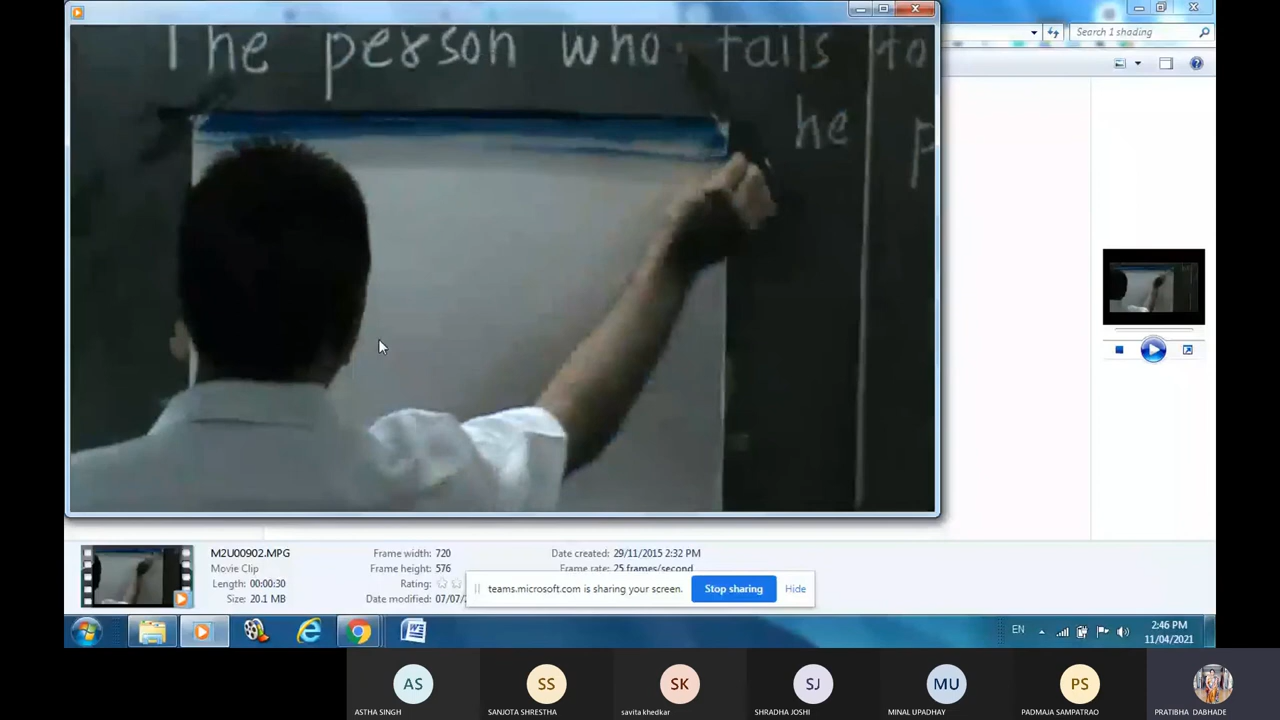 Search 1 shading
The person who fails to
he
M2U00902.MPG
Movie Clip
Length: 00:00:30
Size: 20.1 MB
Frame width: 720
Frame height: 576
Rating:
Date modified: 07/07/
Date created: 29/11/2015 2:32 PM
Frame rate: 25 frames/second
teams.microsoft.com is sharing your screen.
Stop sharing
Hide
EN
2:46 PM
11/04/2021
AS
SS
SK
SJ
MU
PS
ASTHA SINGH
SANJOTA SHRESTHA
savita khedkar
SHRADHA JOSHI
MINAL UPADHAY
PADMAJA SAMPATRAO
PRATIBHA DABHADE